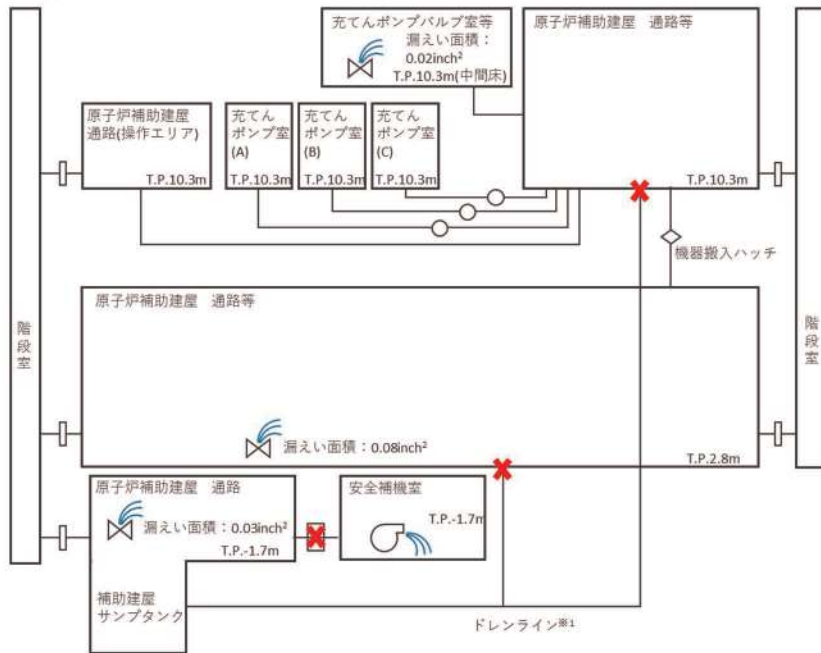 充てんポンプバルブ室等
漏えい面積：
0.02inch²
T.P.10.3m(中間床)
原子炉補助建屋　通路等
T.P.10.3m
原子炉補助建屋
通路(操作エリア)
T.P.10.3m
充てん
ポンプ室
(A)
T.P.10.3m
充てん
ポンプ室
(B)
T.P.10.3m
充てん
ポンプ室
(C)
T.P.10.3m
機器搬入ハッチ
階段室
階段室
原子炉補助建屋　通路等
漏えい面積：0.08inch²
T.P.2.8m
原子炉補助建屋　通路
漏えい面積：0.03inch²
T.P.-1.7m
補助建屋
サンプタンク
安全補機室
T.P.-1.7m
ドレンライン※1